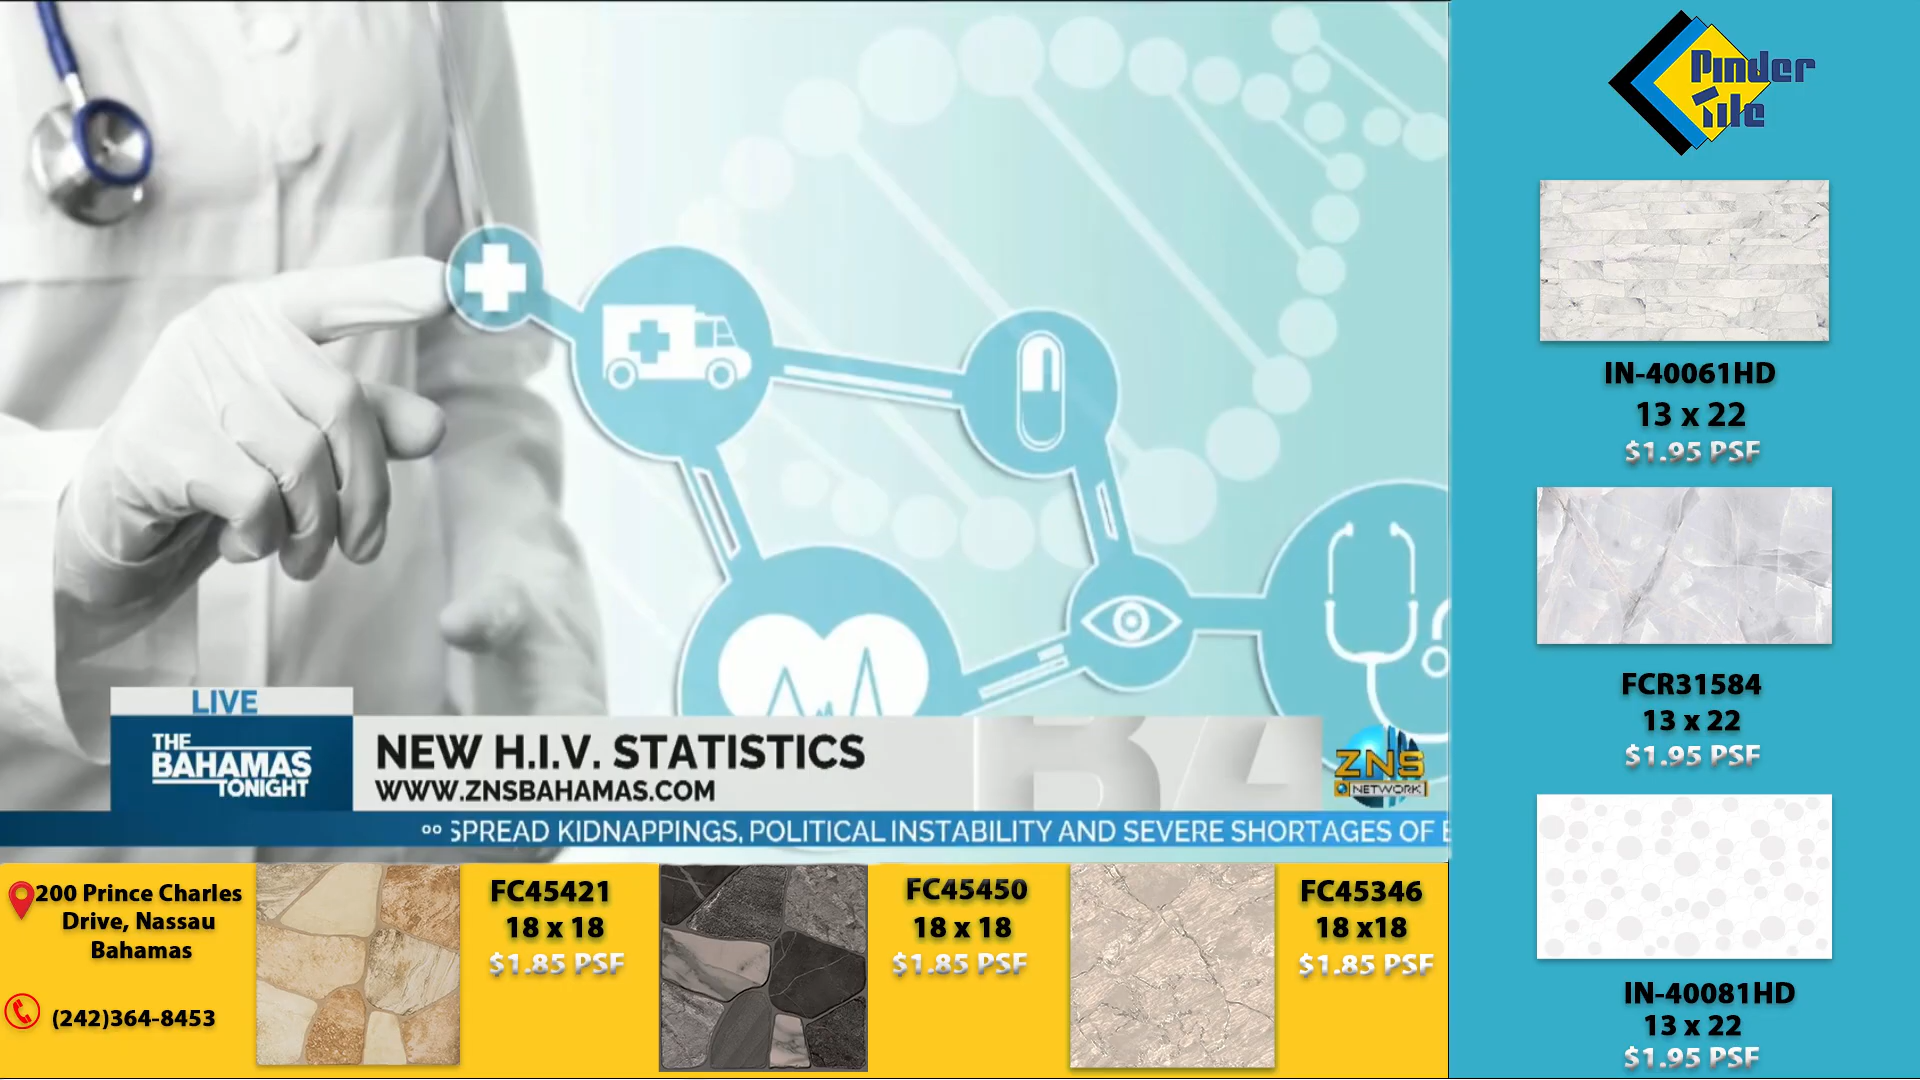 LIVE
THE
BAHAMAS
TONIGHT
NEW H.I.V. STATISTICS
WWW.ZNSBAHAMAS.COM
ZNS
NETWORK
SPREAD KIDNAPPINGS, POLITICAL INSTABILITY AND SEVERE SHORTAGES OF
Pinder
Tile
IN-40061HD
13 x 22
$1.95 PSF
FCR31584
13 x 22
$1.95 PSF
IN-40081HD
13 x 22
$1.95 PSF
200 Prince Charles
Drive, Nassau
Bahamas
(242)364-8453
FC45421
18 x 18
$1.85 PSF
FC45450
18 x 18
$1.85 PSF
FC45346
18 x18
$1.85 PSF